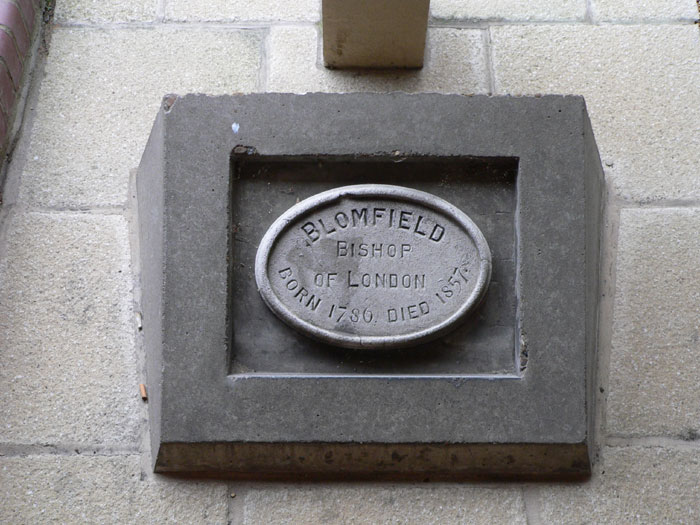 BLOMFIELD
BISHOP
OF LONDON
BORN 1786. DIED 1857.